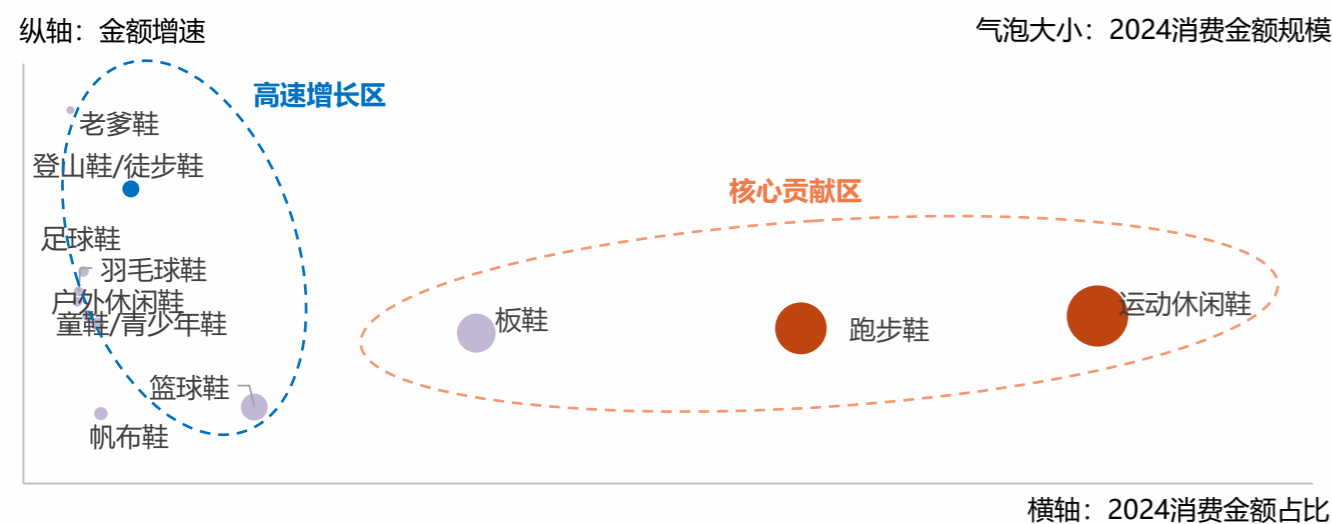 纵轴：金额增速
气泡大小：2024消费金额规模
高速增长区
老爹鞋
登山鞋/徒步鞋
核心贡献区
足球鞋
羽毛球鞋
户外休闲鞋
童鞋/青少年鞋
板鞋
跑步鞋
运动休闲鞋
篮球鞋
帆布鞋
横轴：2024消费金额占比